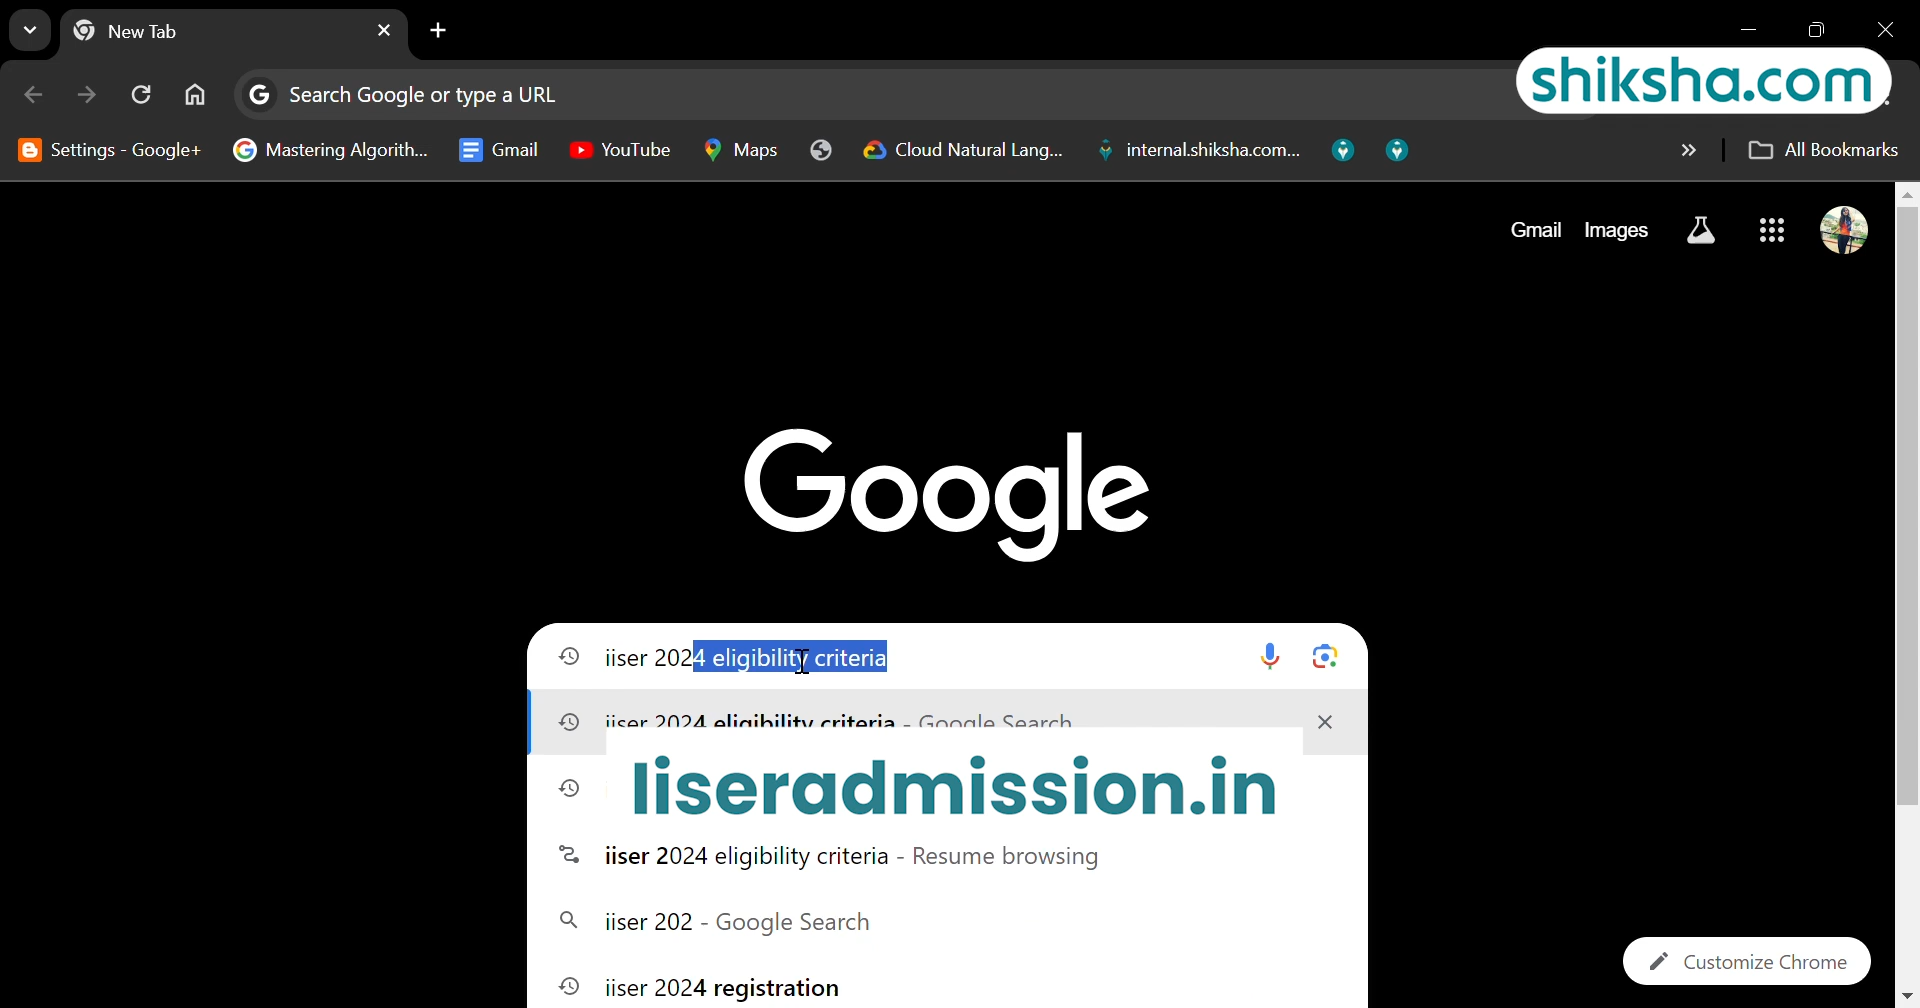 New Tab
Search Google or type a URL
shiksha.com
Settings - Google+
Mastering Algorith...
Gmail
YouTube
Maps
Cloud Natural Lang...
internal.shiksha.com...
All Bookmarks
Gmail
Images
Google
iiser 2024 eligibility criteria
iiser 2024 eligibility criteria - Google Search
Iiseradmission.in
iiser 2024 eligibility criteria - Resume browsing
iiser 202 - Google Search
iiser 2024 registration
Customize Chrome